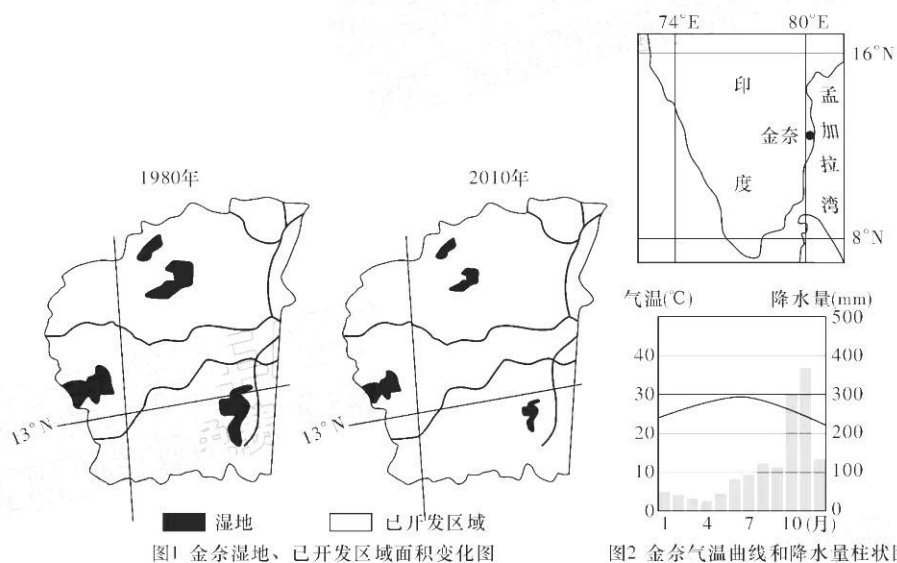 74°E 80°E
16°N
印度
孟加拉湾
金奈
8°N
1980年 2010年
13°N 13°N
湿地 已开发区域
图1 金奈湿地、已开发区域面积变化图
气温(℃) 降水量(mm)
500
40 400
30 300
20 200
10 100
0 0
1 4 7 10(月)
图2 金奈气温曲线和降水量柱状